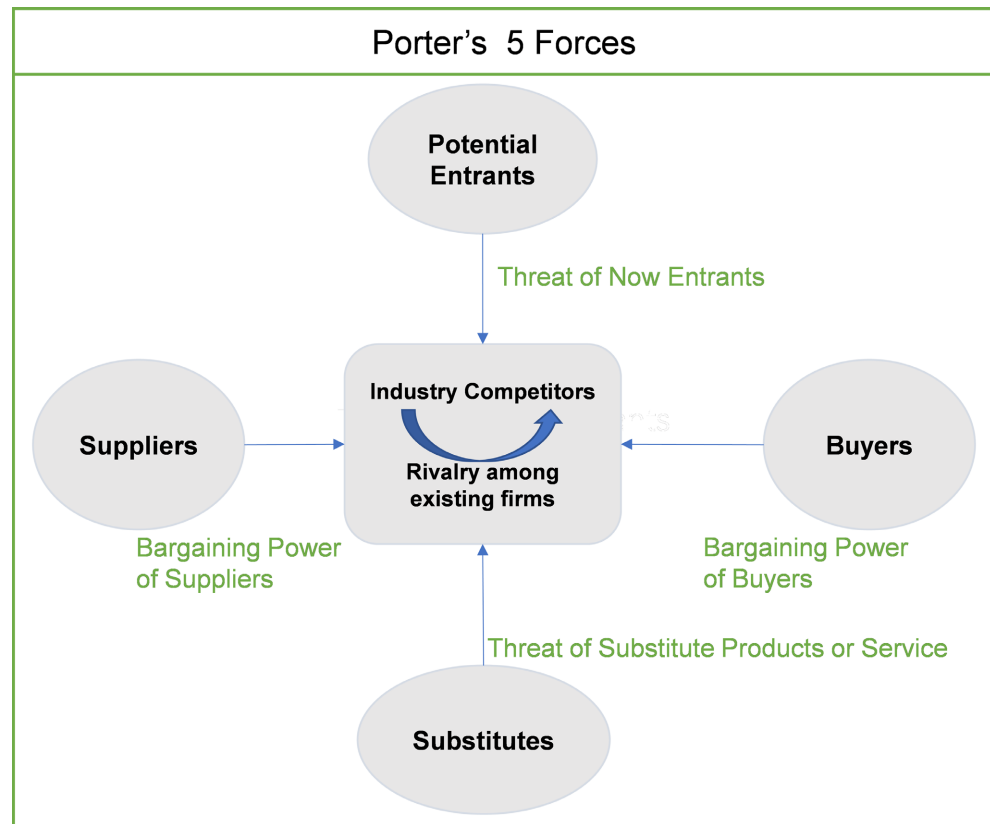 Porter's  5 Forces
Potential
Entrants
Threat of Now Entrants
Industry Competitors
Rivalry among
existing firms
Suppliers
Buyers
Bargaining Power
of Suppliers
Bargaining Power
of Buyers
Threat of Substitute Products or Service
Substitutes